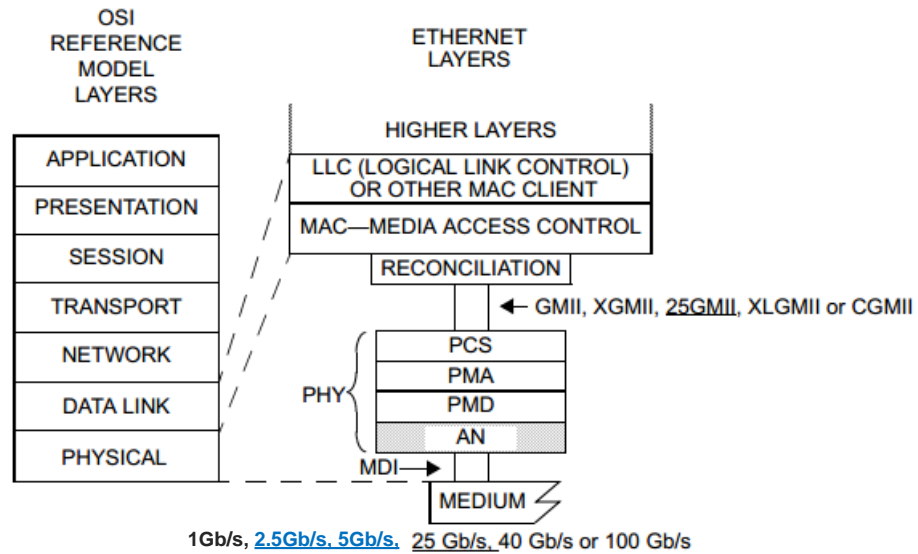 OSI
REFERENCE
MODEL
LAYERS
ETHERNET
LAYERS
APPLICATION
PRESENTATION
SESSION
TRANSPORT
NETWORK
DATA LINK
PHYSICAL
HIGHER LAYERS
LLC (LOGICAL LINK CONTROL)
OR OTHER MAC CLIENT
MAC—MEDIA ACCESS CONTROL
RECONCILIATION
GMII, XGMII, 25GMII, XLGMII or CGMII
PCS
PMA
PHY
PMD
AN
MDI
MEDIUM
1Gb/s, 2.5Gb/s, 5Gb/s, 25 Gb/s, 40 Gb/s or 100 Gb/s